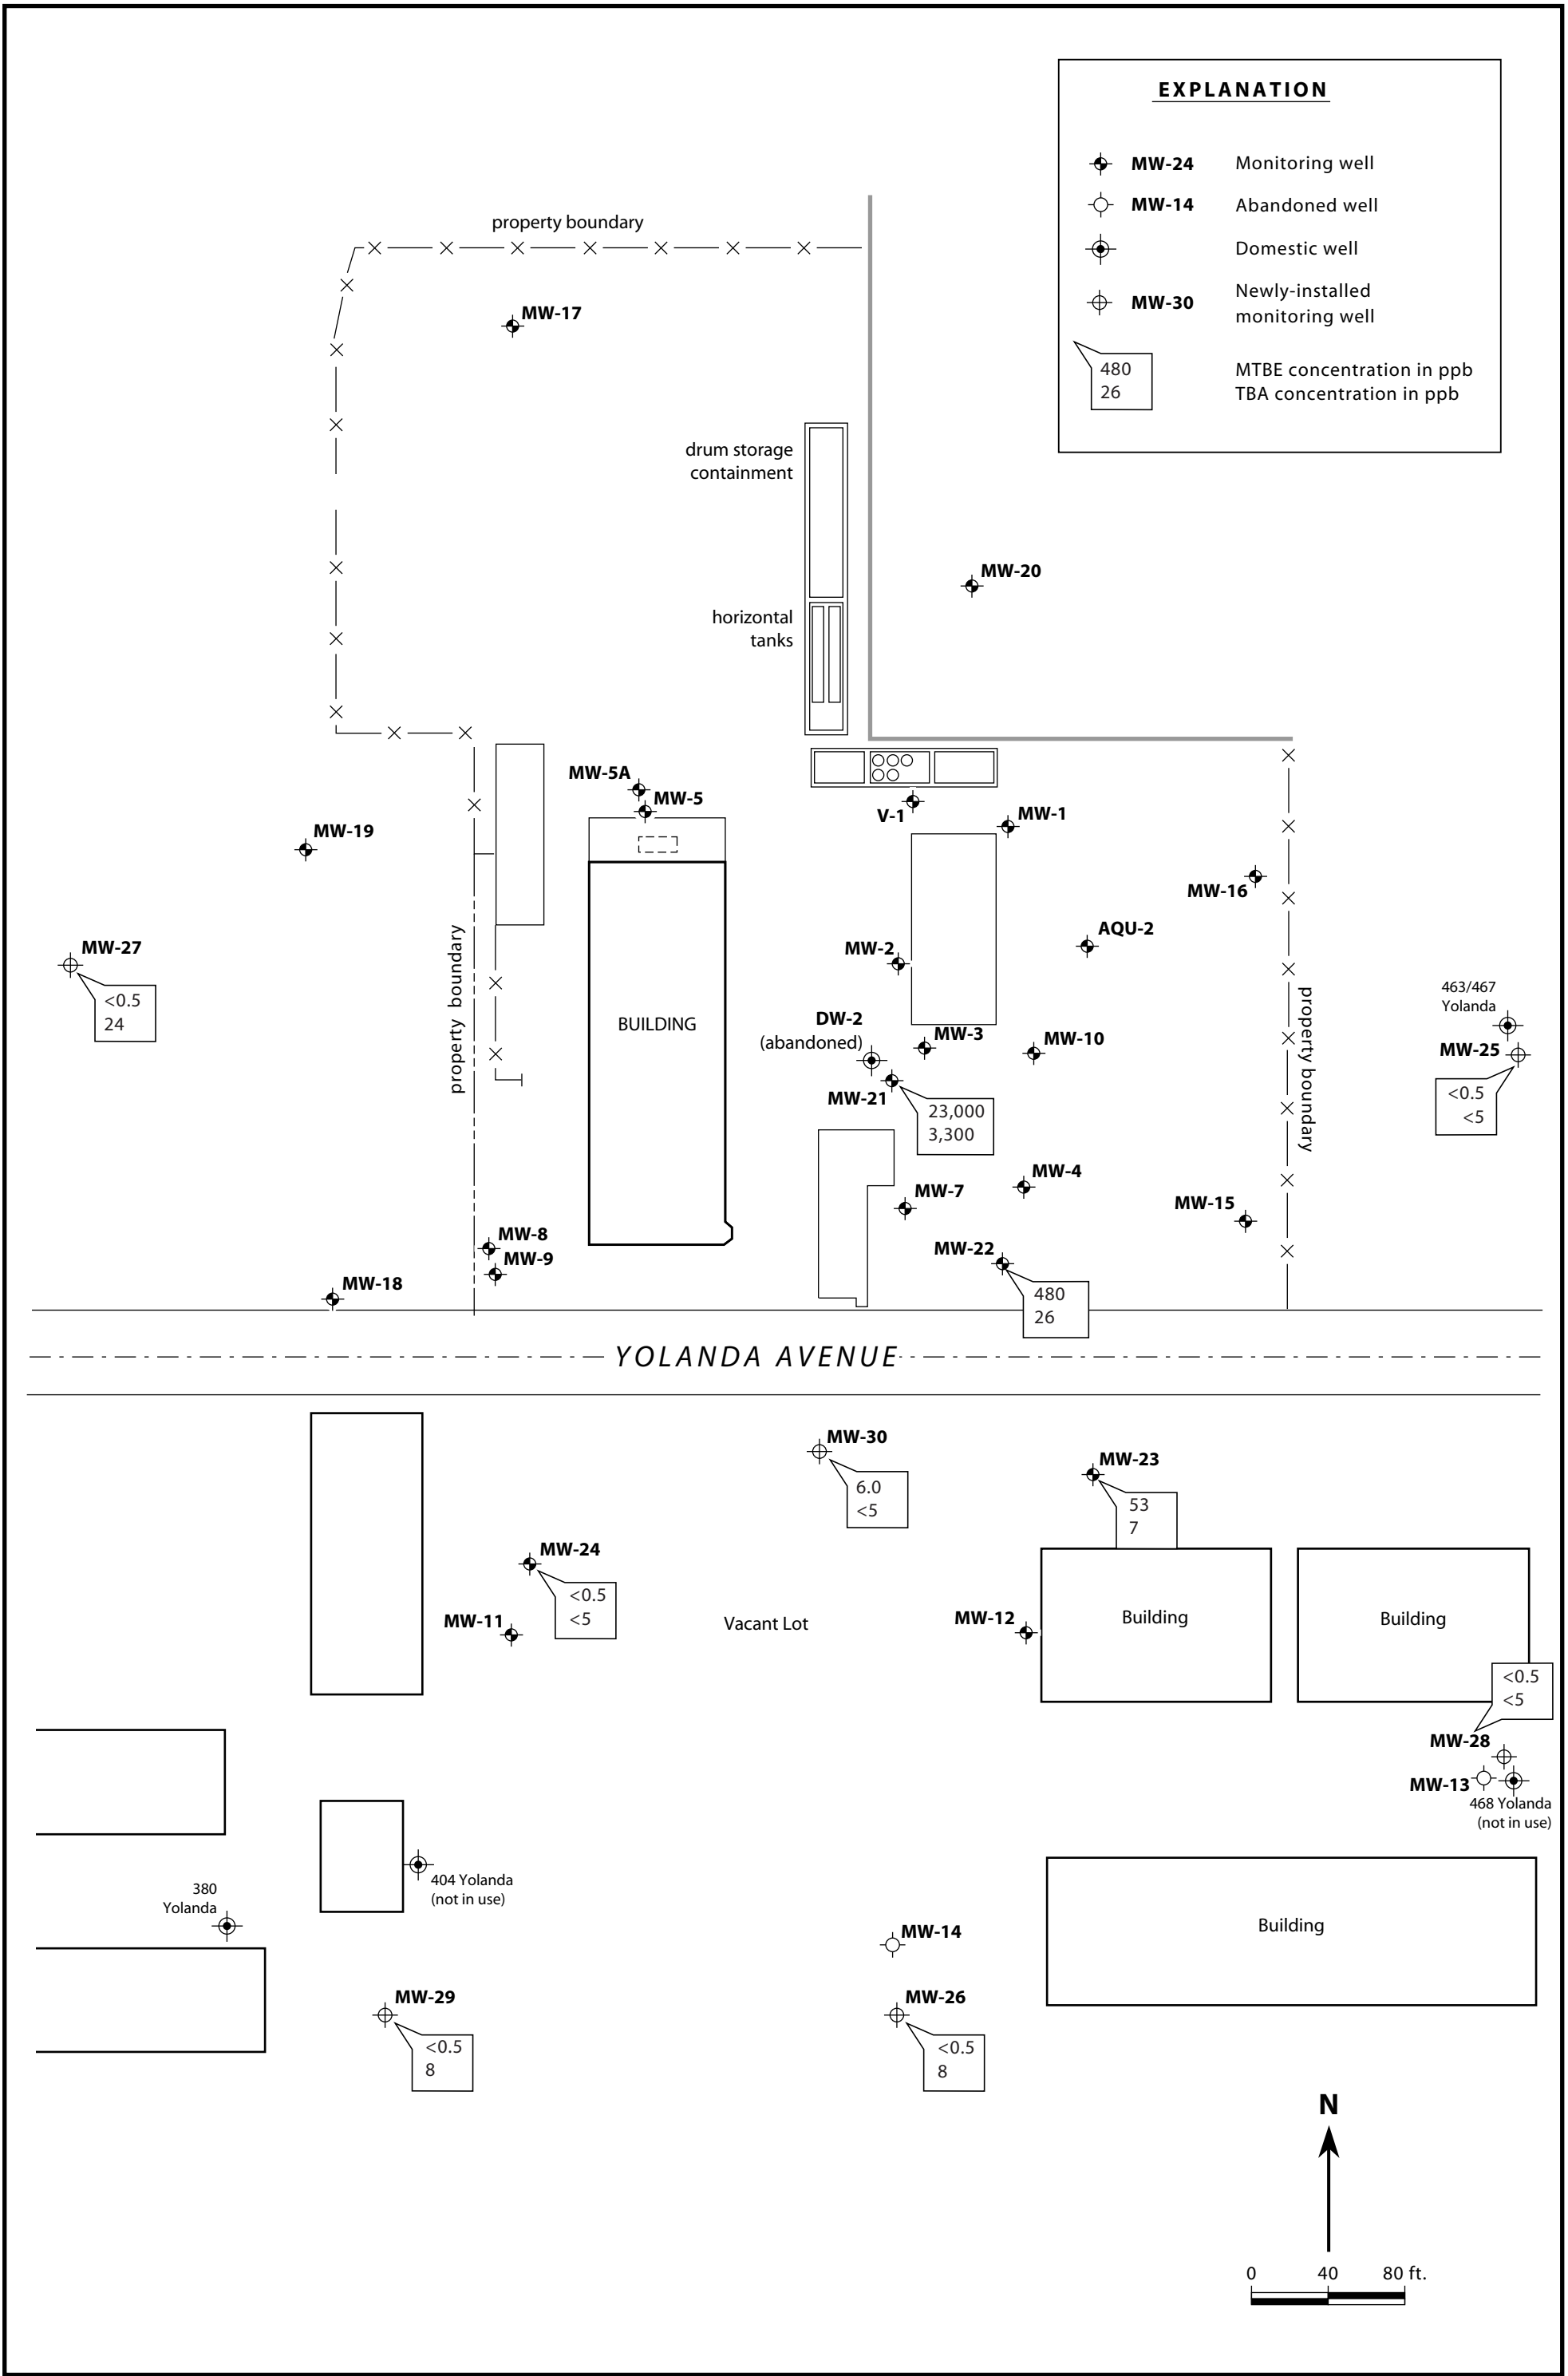 EXPLANATION
MW-24 Monitoring well
MW-14 Abandoned well
Domestic well
MW-30 Newly-installed
monitoring well
480
26
MTBE concentration in ppb
TBA concentration in ppb
property boundary
MW-17
drum storage
containment
MW-20
horizontal
tanks
MW-5A
MW-5
V-1
MW-1
MW-19
MW-16
AQU-2
MW-2
MW-27
<0.5
24
property boundary
BUILDING
property boundary
463/467
Yolanda
MW-25
<0.5
<5
DW-2
(abandoned)
MW-3
MW-10
MW-21
23,000
3,300
MW-4
MW-7
MW-15
MW-8
MW-9
MW-22
480
26
MW-18
YOLANDA AVENUE
MW-30
6.0
<5
MW-23
53
7
MW-24
<0.5
<5
MW-11
Vacant Lot
MW-12
Building
Building
<0.5
<5
MW-28
MW-13
468 Yolanda
(not in use)
404 Yolanda
(not in use)
380
Yolanda
MW-14
Building
MW-29
<0.5
8
MW-26
<0.5
8
N
0 40 80 ft.